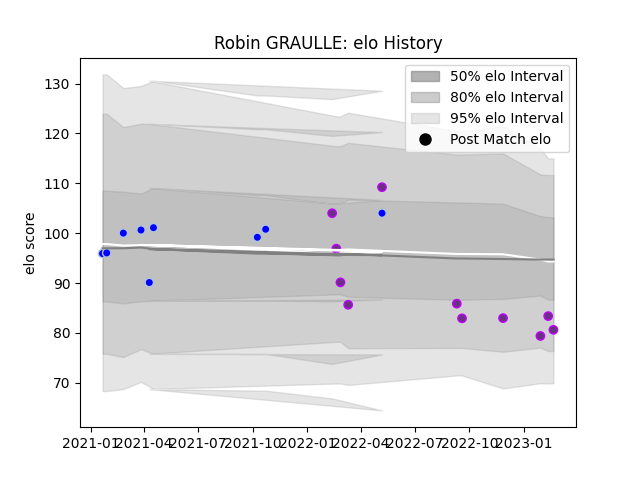 Robin GRAULLE: elo History
50% elo Interval
80% elo Interval
95% elo Interval
Post Match elo
elo score
130
120
110
100
90
80
70
2021-01 2021-04 2021-07 2021-10 2022-01 2022-04 2022-07 2022-10 2023-01